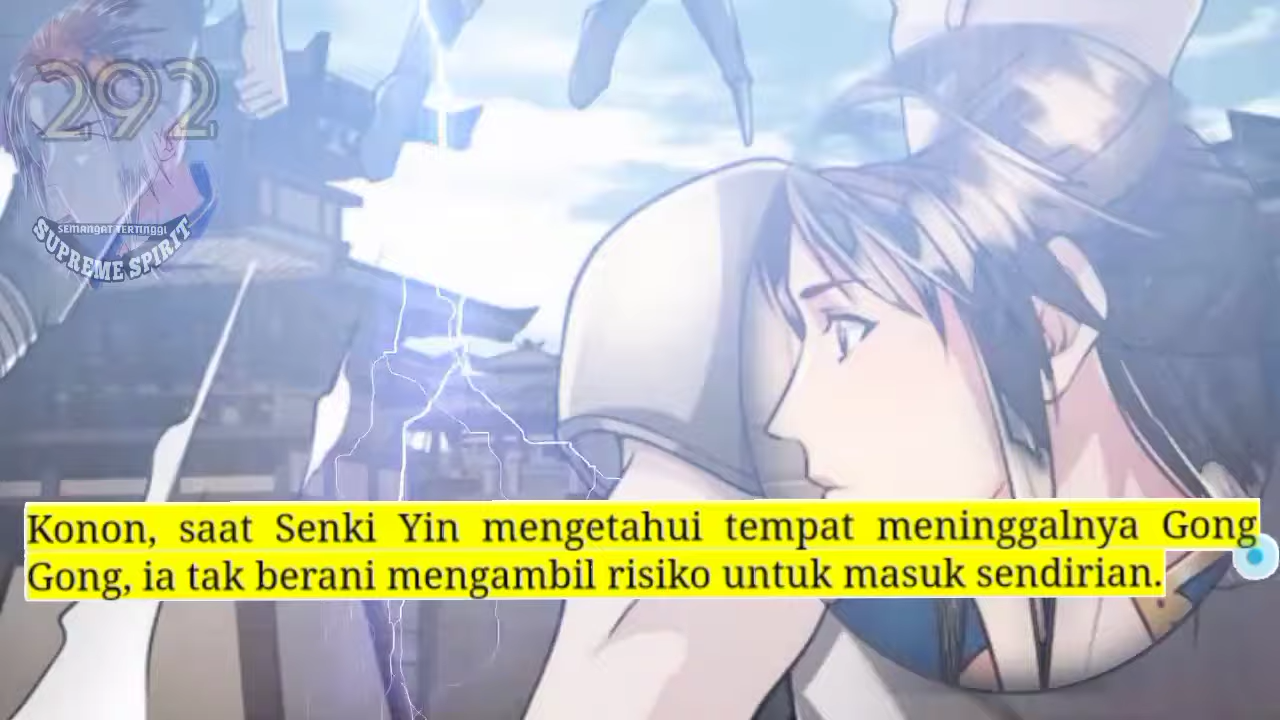 292
SEMANGAT TERTINGGI
SUPREME SPIRIT
Konon, saat Senki Yin mengetahui tempat meninggalnya Gong
Gong, ia tak berani mengambil risiko untuk masuk sendirian.